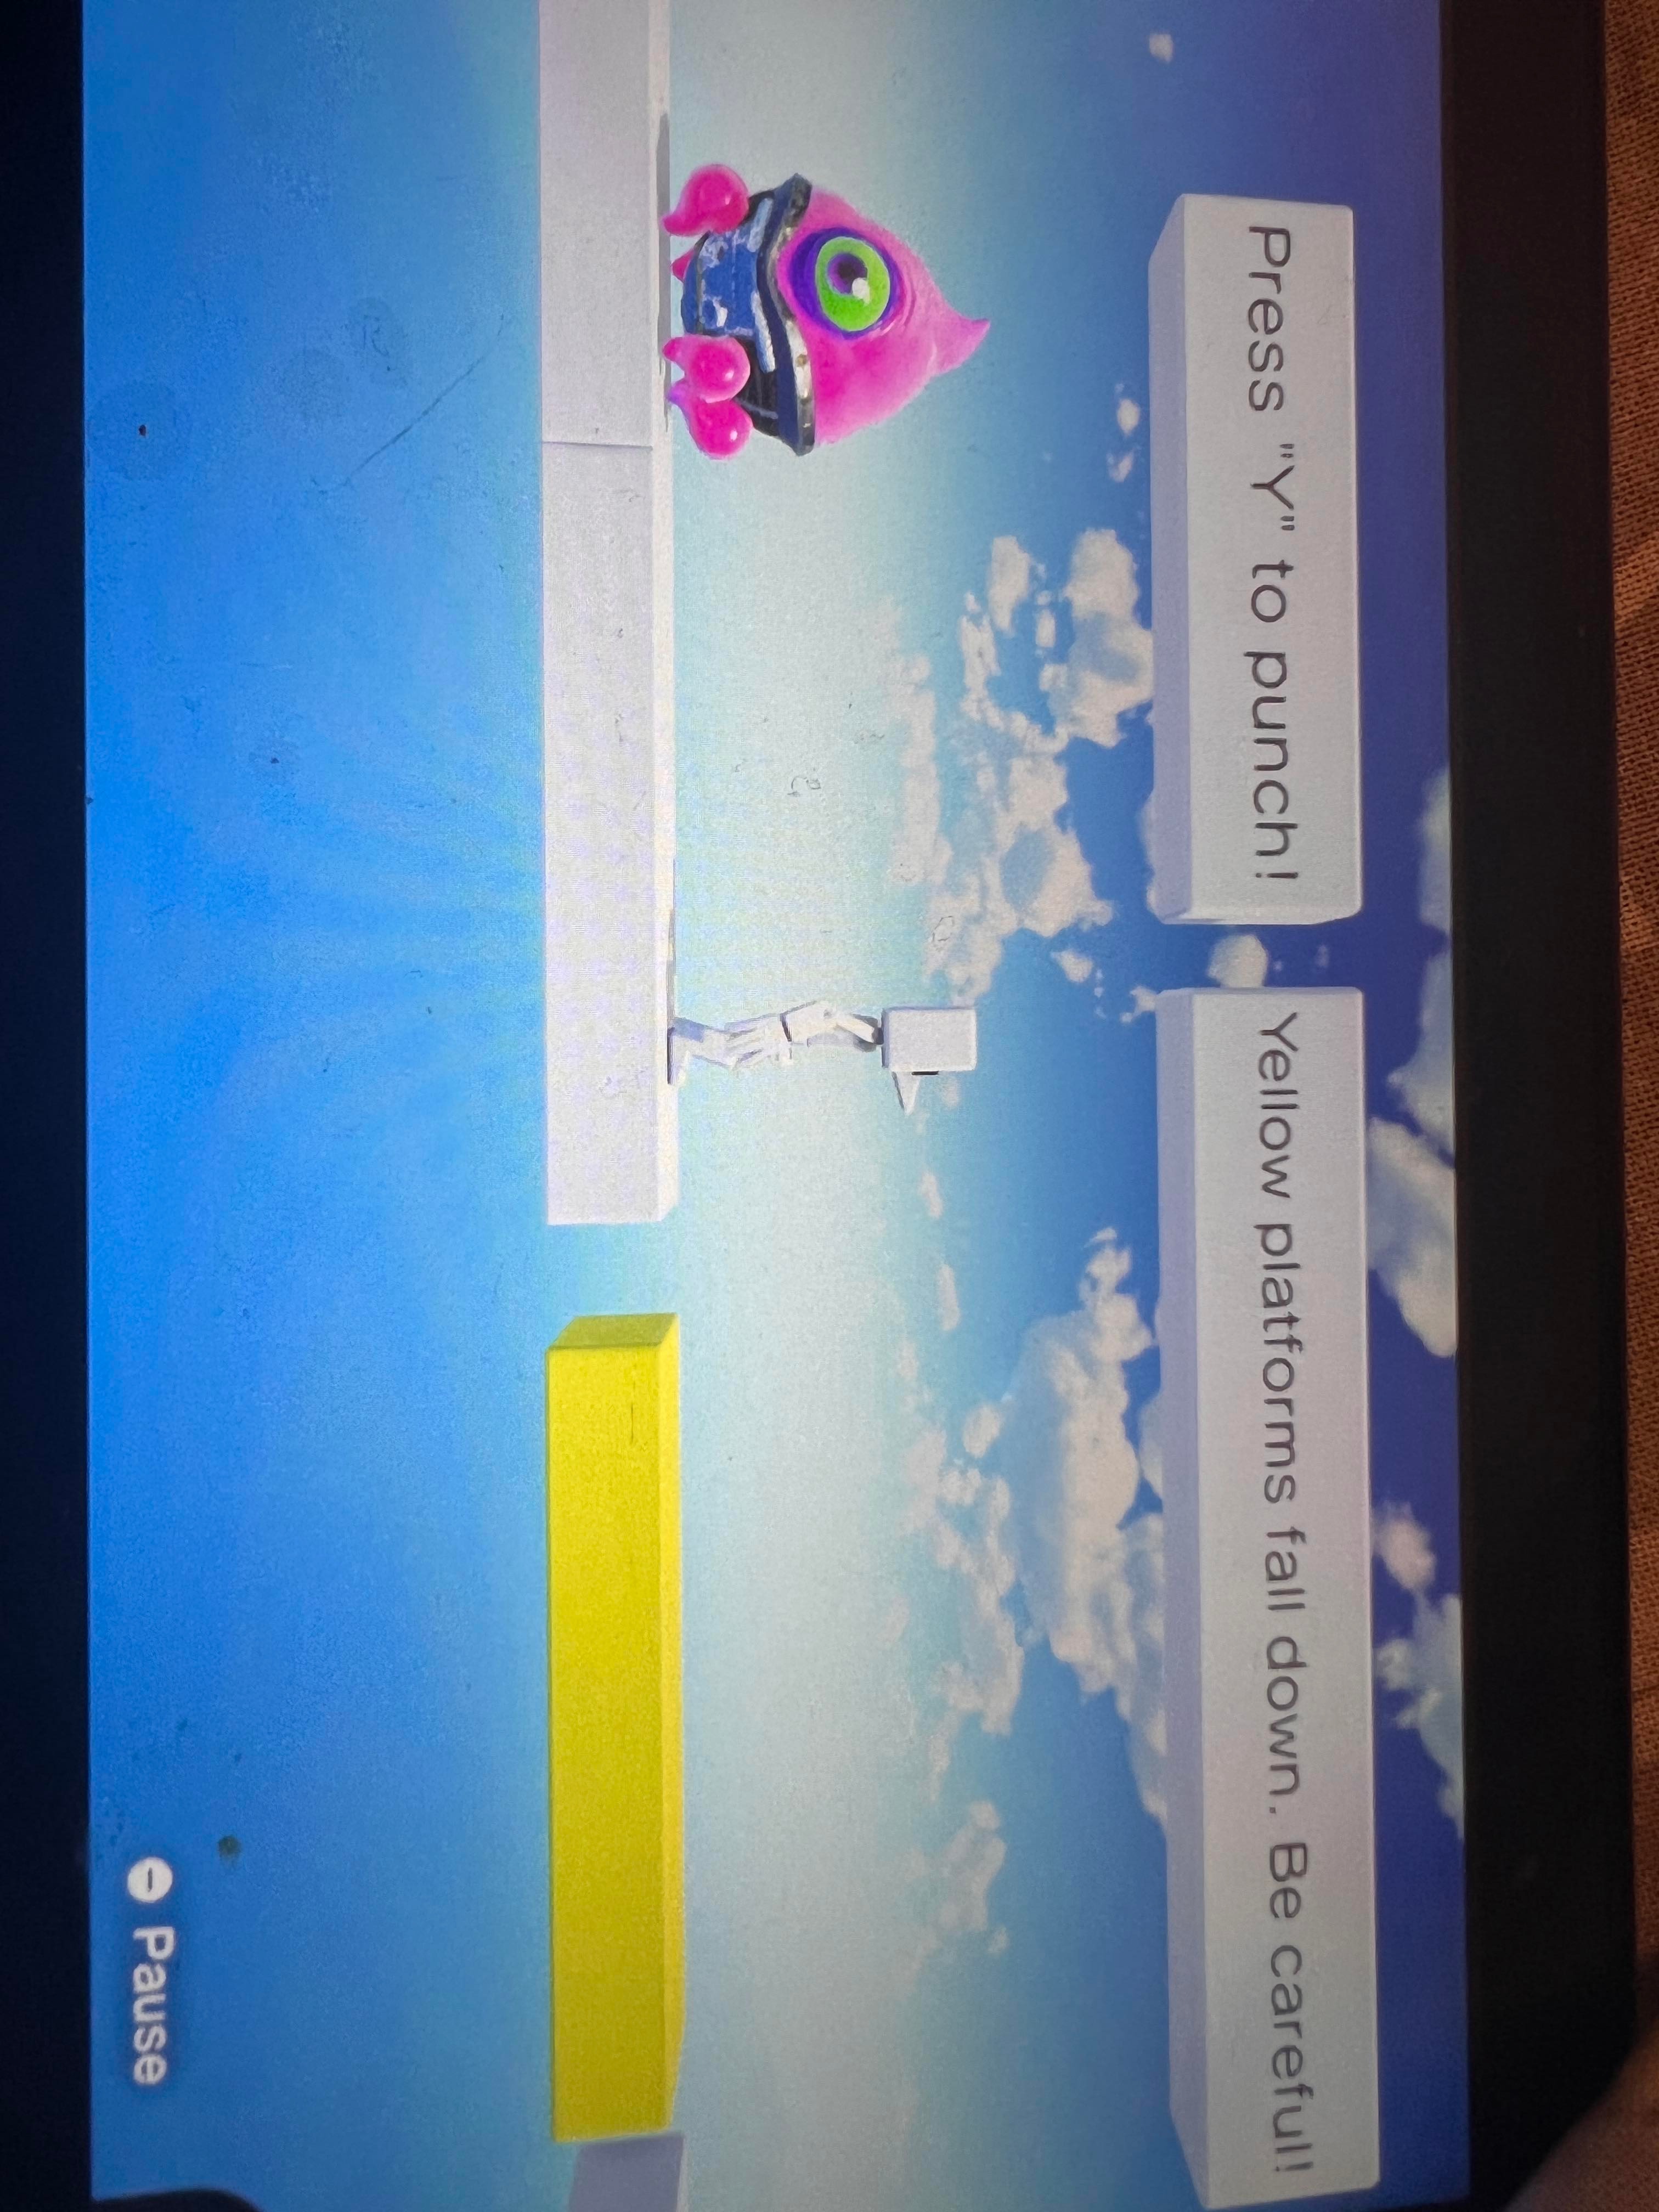 Press "Y" to punch!
Yellow platforms fall down. Be careful!
Pause